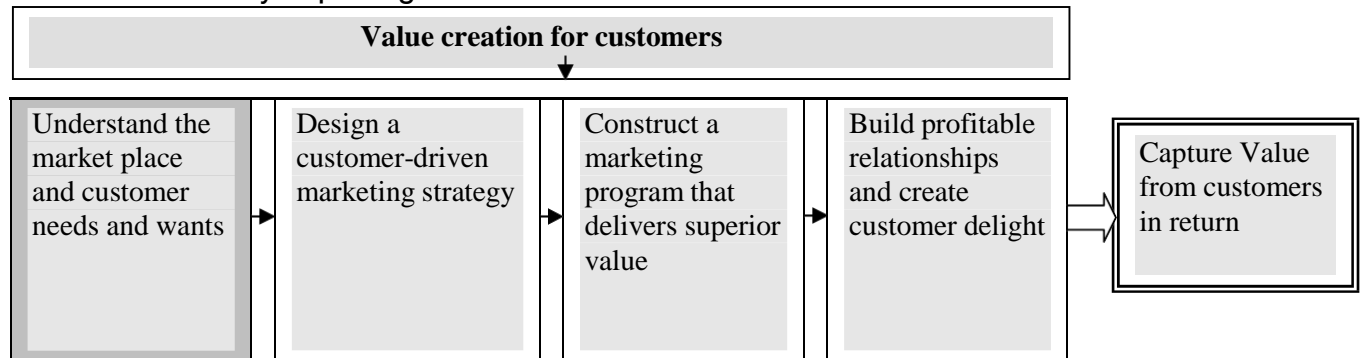 Value creation for customers
Understand the
market place
and customer
needs and wants
Design a
customer-driven
marketing strategy
Construct a
marketing
program that
delivers superior
value
Build profitable
relationships
and create
customer delight
Capture Value
from customers
in return